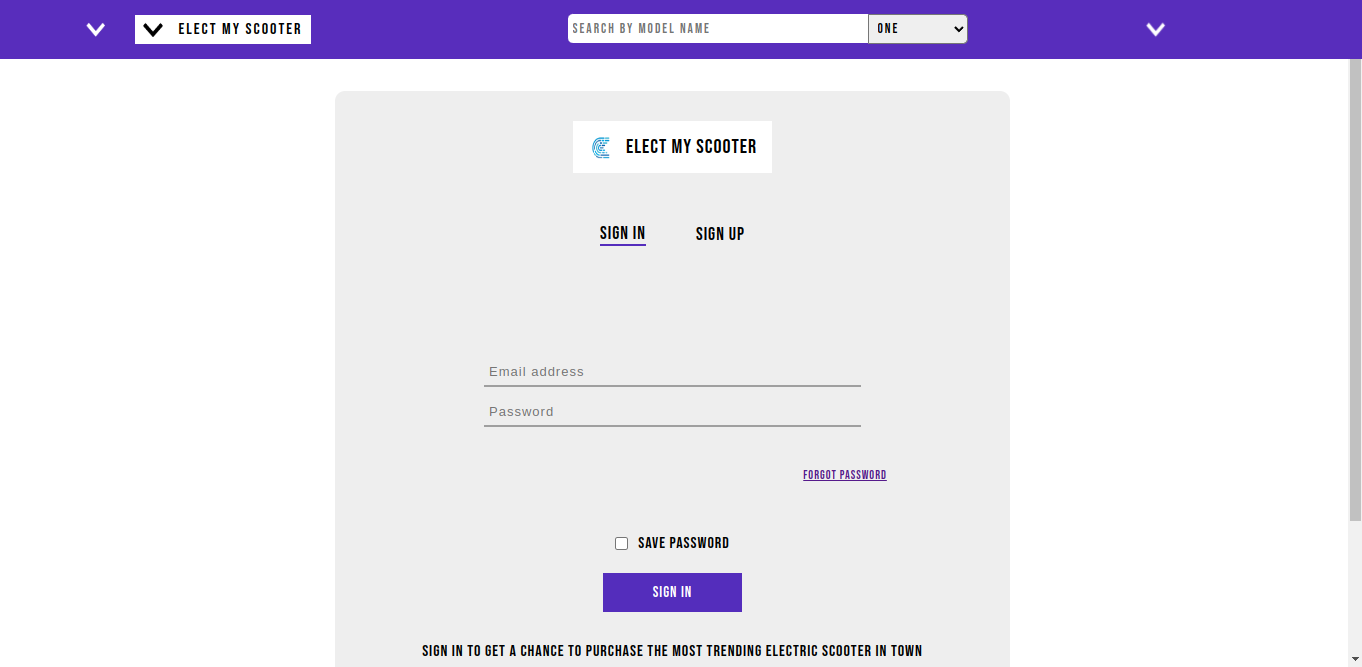 ELECT MY SCOOTER
SEARCH BY MODEL NAME
ONE
ELECT MY SCOOTER
SIGN IN
SIGN UP
Email address
Password
FORGOT PASSWORD
SAVE PASSWORD
SIGN IN
SIGN IN TO GET A CHANCE TO PURCHASE THE MOST TRENDING ELECTRIC SCOOTER IN TOWN